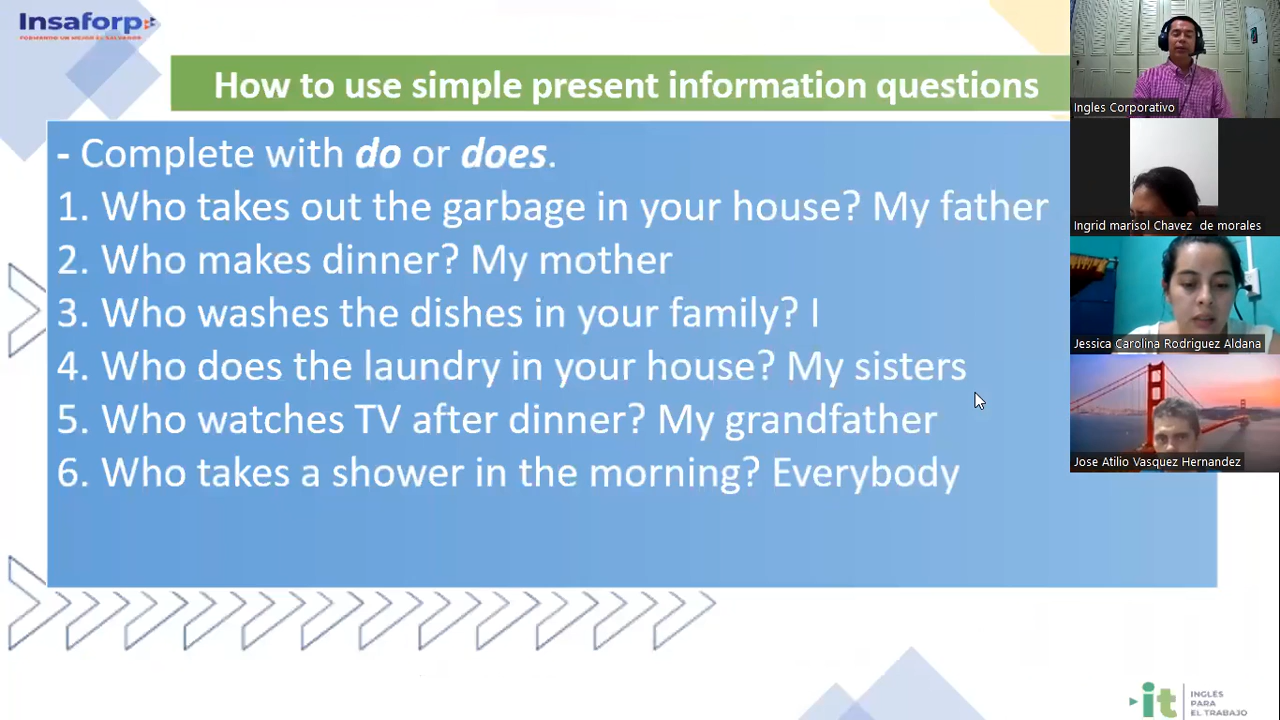 Insaforp
FORMANDO UN MEJOR EL SALVADOR
How to use simple present information questions
- Complete with do or does.
1. Who takes out the garbage in your house? My father
2. Who makes dinner? My mother
3. Who washes the dishes in your family? I
4. Who does the laundry in your house? My sisters
5. Who watches TV after dinner? My grandfather
6. Who takes a shower in the morning? Everybody
Ingles Corporativo
Ingrid marisol Chavez de morales
Jessica Carolina Rodriguez Aldana
Jose Atilio Vasquez Hernandez
it
INGLÉS
PARA
EL TRABAJO